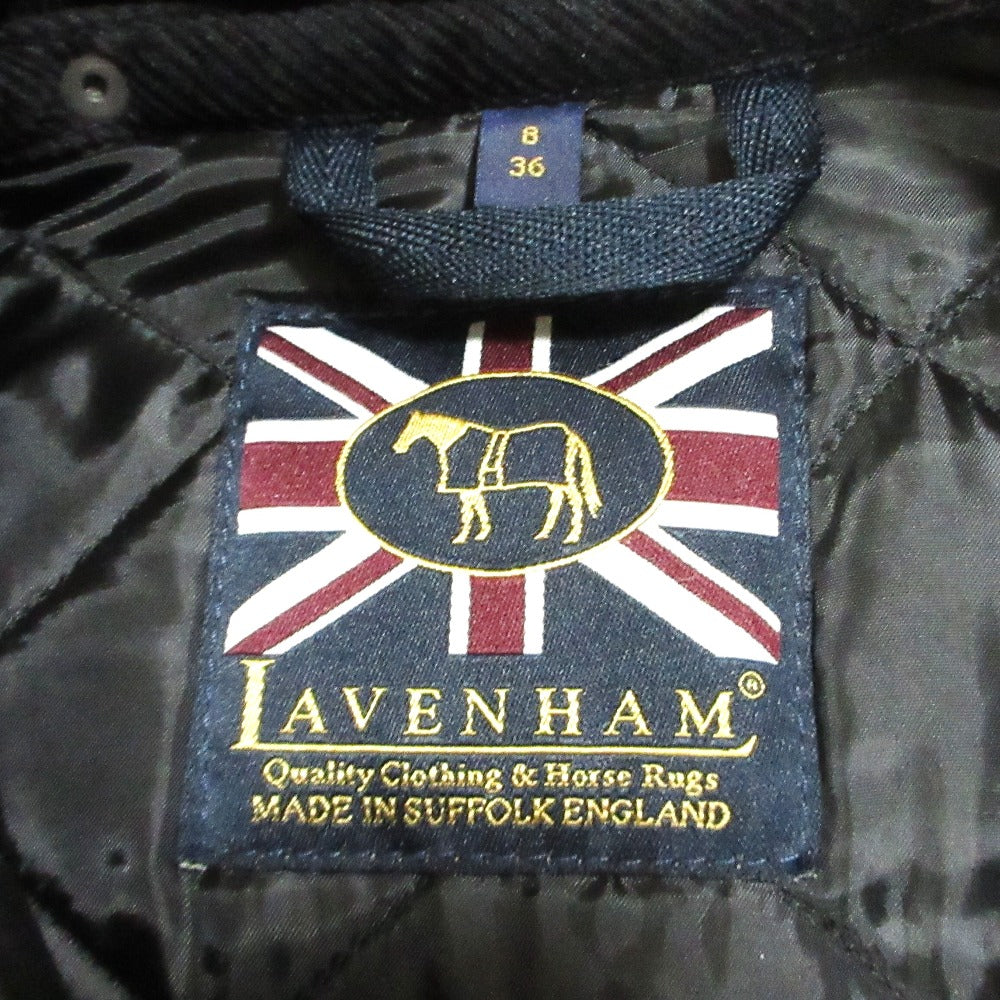 8
36
LAVENHAM®
Quality Clothing & Horse Rugs
MADE IN SUFFOLK ENGLAND